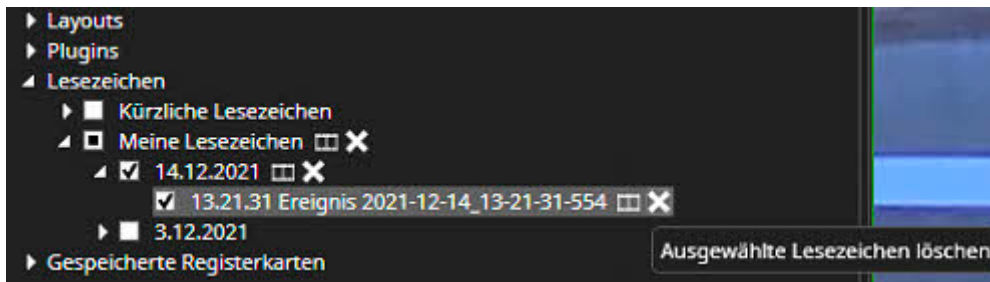 Layouts
Plugins
Lesezeichen
Kürzliche Lesezeichen
Meine Lesezeichen
14.12.2021
13.21.31 Ereignis 2021-12-14_13-21-31-554
3.12.2021
Gespeicherte Registerkarten
Ausgewählte Lesezeichen löschen